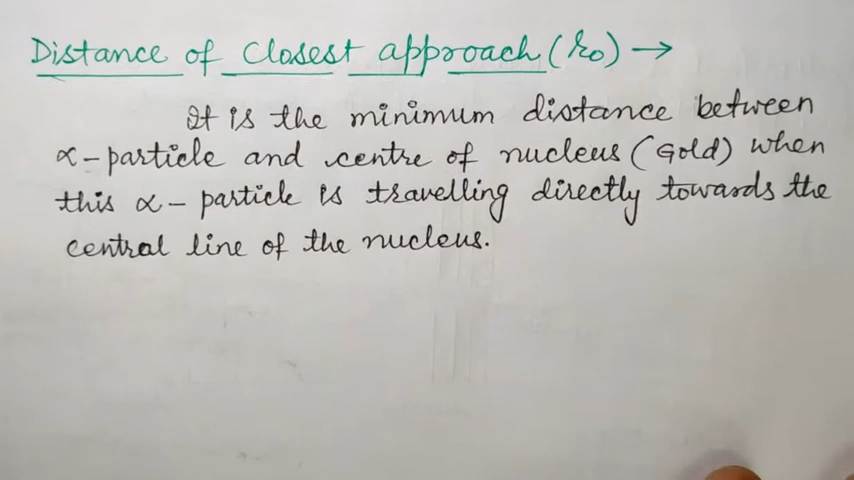 Distance of Closest approach (r₀) →
It is the minimum distance between
α-particle and centre of nucleus (Gold) when
this α- particle is travelling directly towards the
central line of the nucleus.